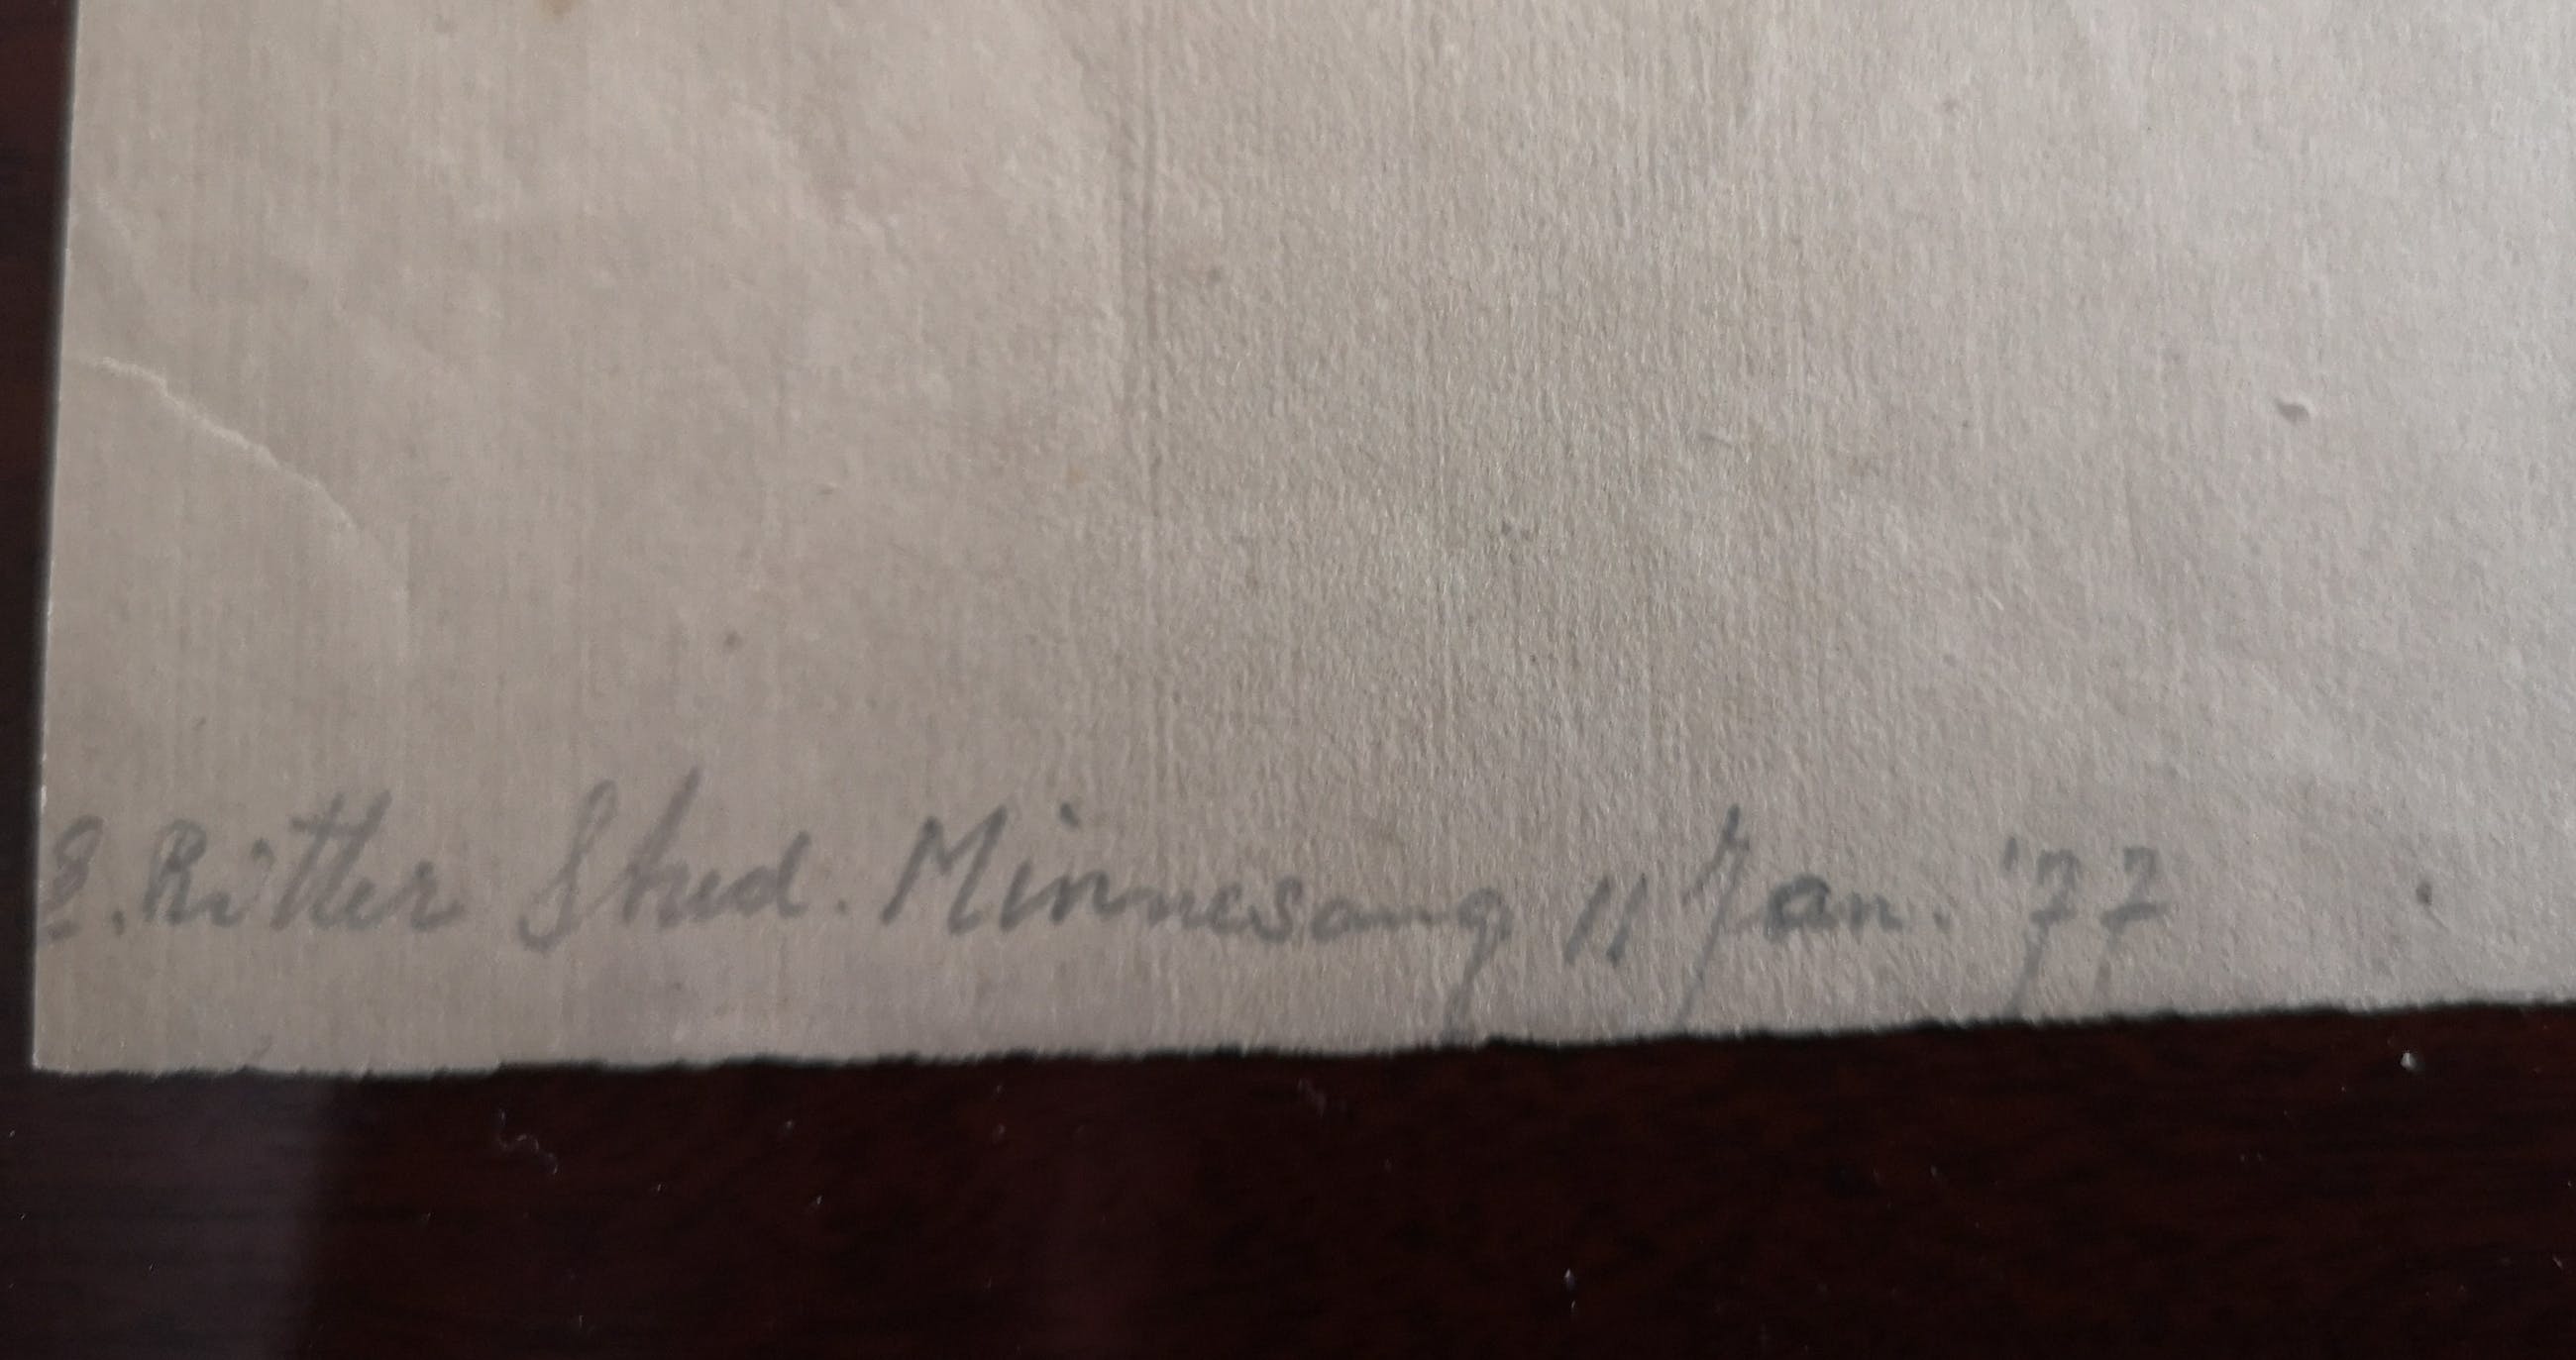 E. Ritter Stud. Minnesang 11 Jan. '77